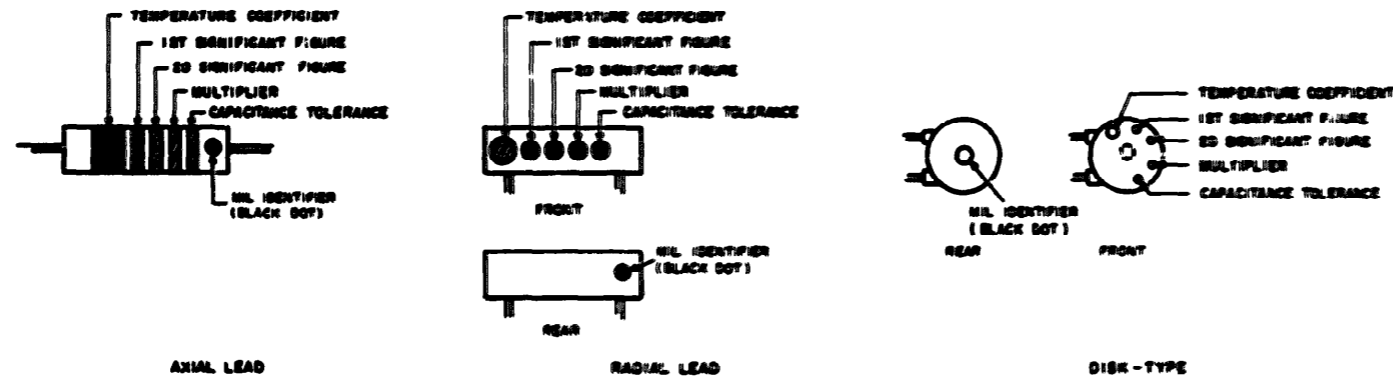 TEMPERATURE COEFFICIENT
1ST SIGNIFICANT FIGURE
2D SIGNIFICANT FIGURE
MULTIPLIER
CAPACITANCE TOLERANCE
MIL IDENTIFIER
(BLACK DOT)
AXIAL LEAD
TEMPERATURE COEFFICIENT
1ST SIGNIFICANT FIGURE
2D SIGNIFICANT FIGURE
MULTIPLIER
CAPACITANCE TOLERANCE
FRONT
MIL IDENTIFIER
(BLACK DOT)
REAR
RADIAL LEAD
MIL IDENTIFIER
(BLACK DOT)
REAR
TEMPERATURE COEFFICIENT
1ST SIGNIFICANT FIGURE
2D SIGNIFICANT FIGURE
MULTIPLIER
CAPACITANCE TOLERANCE
FRONT
DISK-TYPE